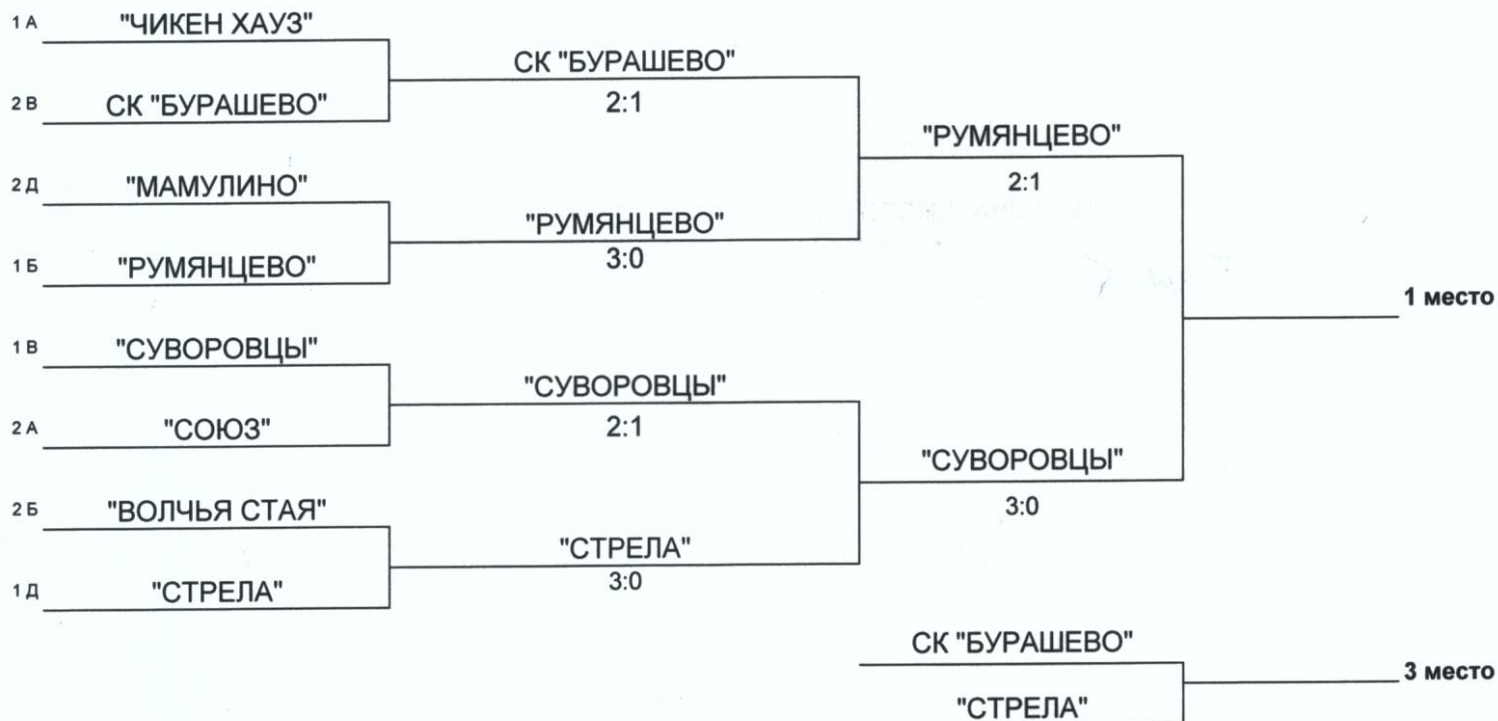 1 А "ЧИКЕН ХАУЗ"
СК "БУРАШЕВО"
2:1
2 В СК "БУРАШЕВО"
"РУМЯНЦЕВО"
2:1
2 Д "МАМУЛИНО"
"РУМЯНЦЕВО"
3:0
1 Б "РУМЯНЦЕВО"
1 место
1 В "СУВОРОВЦЫ"
"СУВОРОВЦЫ"
2:1
2 А "СОЮЗ"
"СУВОРОВЦЫ"
3:0
2 Б "ВОЛЧЬЯ СТАЯ"
"СТРЕЛА"
3:0
1 Д "СТРЕЛА"
СК "БУРАШЕВО"
3 место
"СТРЕЛА"